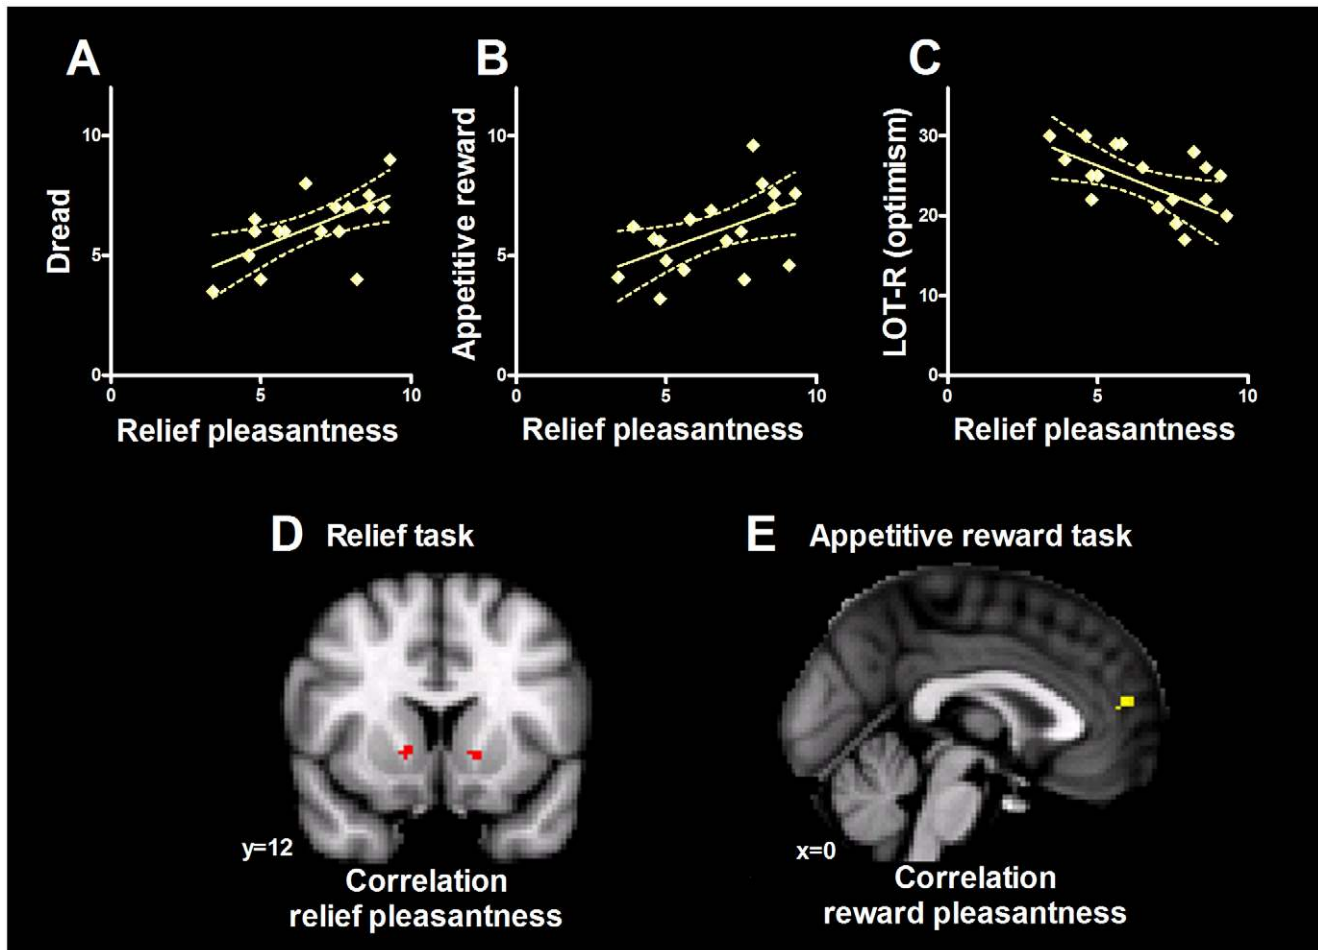 A
B
C
Dread
10
5
0
0
5
10
Relief pleasantness
Appetitive reward
10
5
0
0
5
10
Relief pleasantness
LOT-R (optimism)
30
20
10
0
0
5
10
Relief pleasantness
D Relief task
y=12
Correlation
relief pleasantness
E Appetitive reward task
x=0
Correlation
reward pleasantness